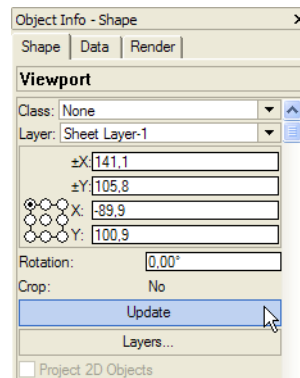 Object Info - Shape x
Shape Data Render
Viewport
Class: None
Layer: Sheet Layer-1
±X: 141,1
±Y: 105,8
X: -89,9
Y: 100,9
Rotation: 0,00°
Crop: No
Update
Layers...
Project 2D Objects